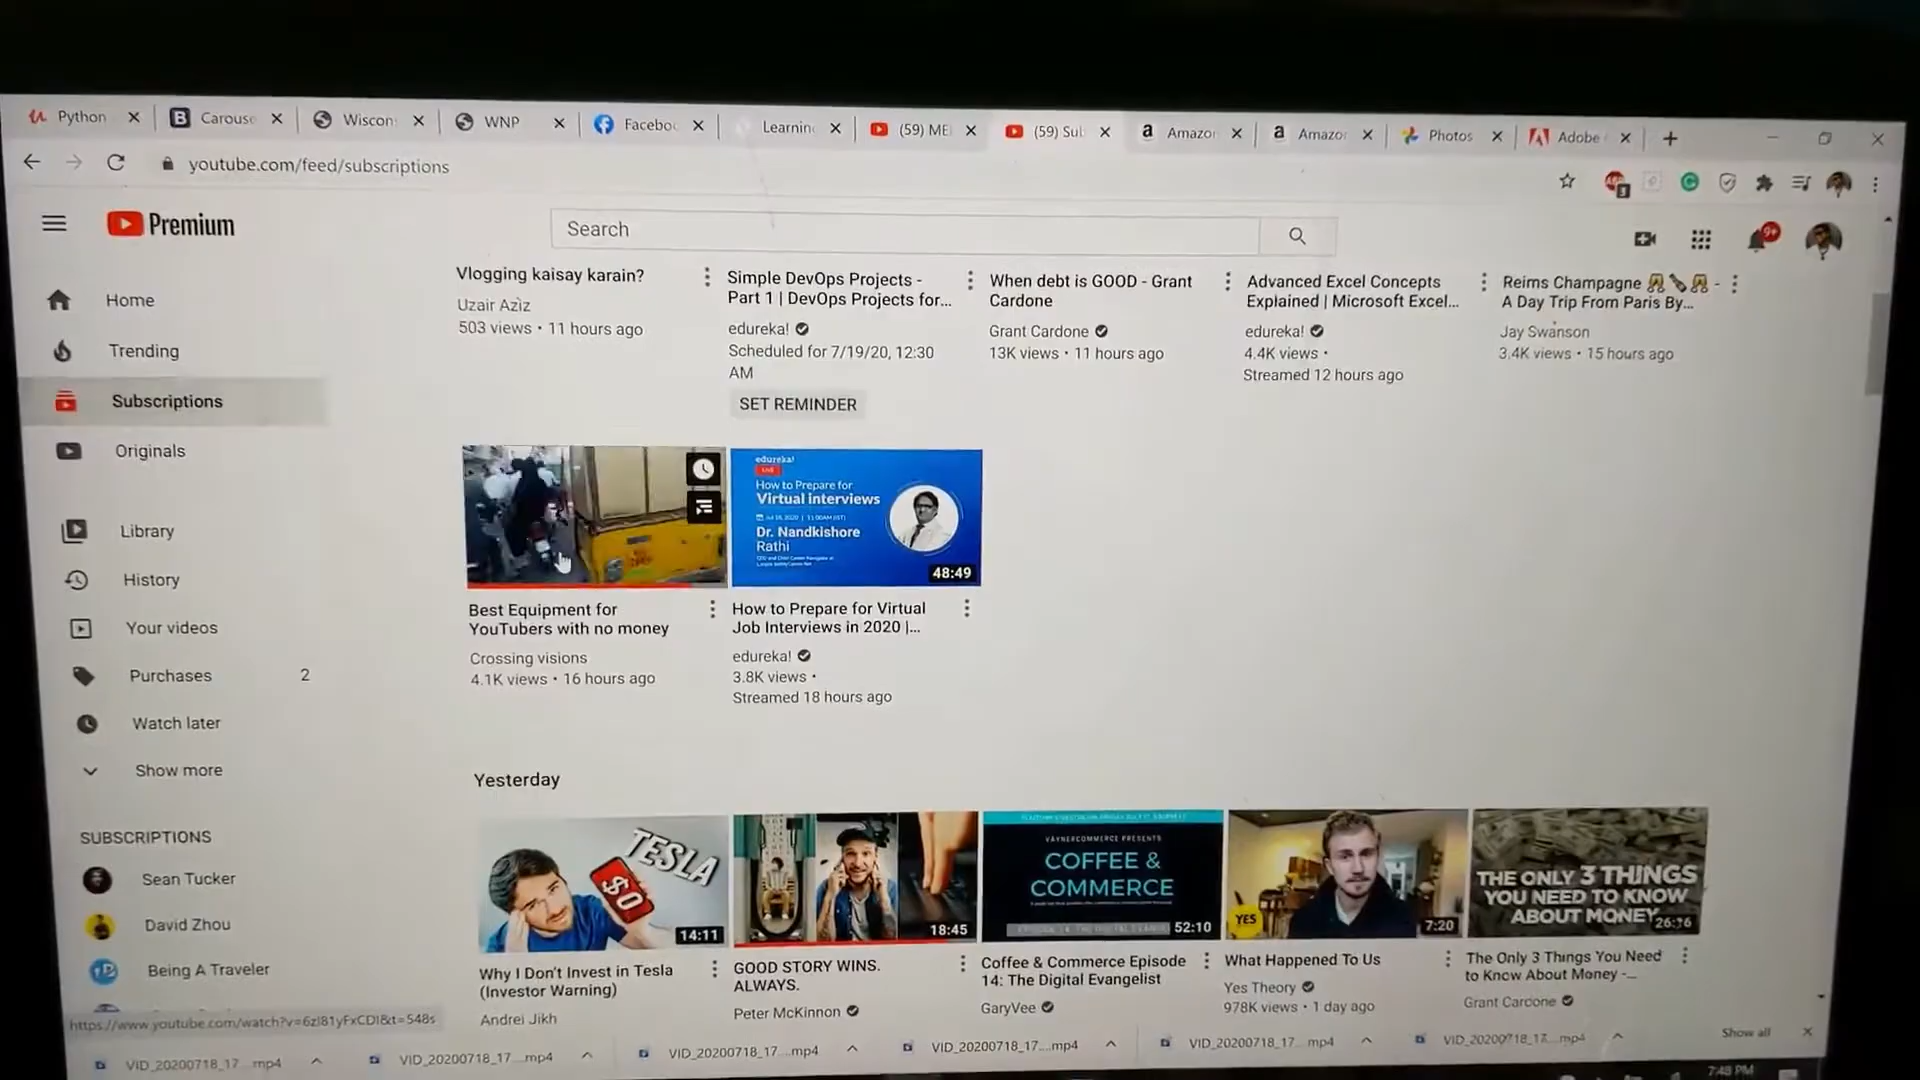 Python
Carouse
Wiscon
WNP
Faceboo
Learnin
(59) ME
(59) Sub
Amazon
Amazon
Photos
Adobe
youtube.com/feed/subscriptions
Premium
Search
9+
Home
Trending
Subscriptions
Originals
Library
History
Your videos
Purchases 2
Watch later
Show more
SUBSCRIPTIONS
Sean Tucker
David Zhou
Being A Traveler
Vlogging kaisay karain?
Uzair Aziz
503 views • 11 hours ago
Simple DevOps Projects -
Part 1 | DevOps Projects for...
edureka!
Scheduled for 7/19/20, 12:30
AM
SET REMINDER
When debt is GOOD - Grant
Cardone
Grant Cardone
13K views • 11 hours ago
Advanced Excel Concepts
Explained | Microsoft Excel...
edureka!
4.4K views •
Streamed 12 hours ago
Reims Champagne 🥂🍾🥂 -
A Day Trip From Paris By...
Jay Swanson
3.4K views • 15 hours ago
Best Equipment for
YouTubers with no money
Crossing visions
4.1K views • 16 hours ago
edureka!
LIVE
How to Prepare for
Virtual interviews
Dr. Nandkishore
Rathi
48:49
How to Prepare for Virtual
Job Interviews in 2020 |...
edureka!
3.8K views •
Streamed 18 hours ago
Yesterday
TESLA
$0
14:11
Why I Don't Invest in Tesla
(Investor Warning)
Andrei Jikh
18:45
GOOD STORY WINS.
ALWAYS.
Peter McKinnon
VAYNERCOMMERCE PRESENTS
COFFEE &
COMMERCE
52:10
Coffee & Commerce Episode
14: The Digital Evangelist
GaryVee
YES
7:20
What Happened To Us
Yes Theory
978K views • 1 day ago
THE ONLY 3 THINGS
YOU NEED TO KNOW
ABOUT MONEY
26:16
The Only 3 Things You Need
to Know About Money -...
Grant Cardone
https://www.youtube.com/watch?v=6zI81yFxCDI&t=548s
VID_20200718_17....mp4
VID_20200718_17....mp4
VID_20200718_17....mp4
VID_20200718_17....mp4
VID_20200718_17....mp4
VID_20200718_17....mp4
Show all
7:48 PM